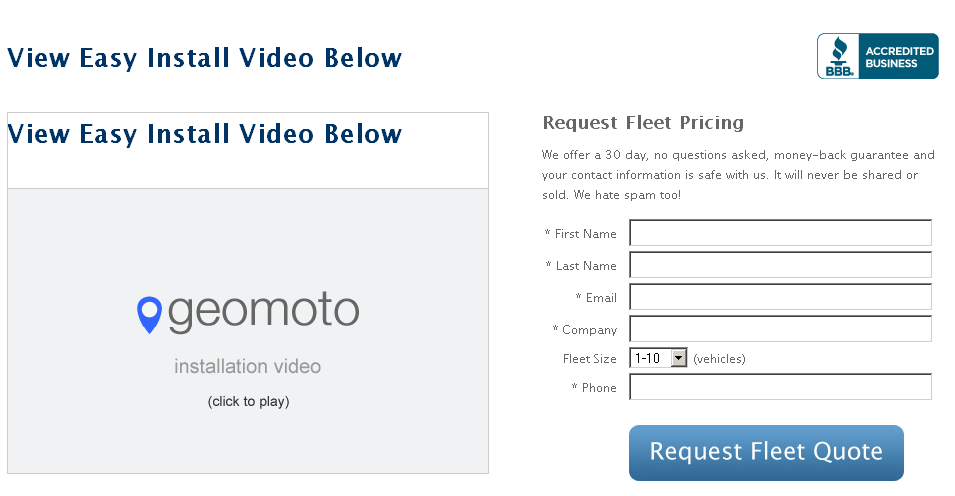 View Easy Install Video Below
BBB.
ACCREDITED
BUSINESS
View Easy Install Video Below
geomoto
installation video
(click to play)
Request Fleet Pricing
We offer a 30 day, no questions asked, money-back guarantee and
your contact information is safe with us. It will never be shared or
sold. We hate spam too!
* First Name
* Last Name
* Email
* Company
Fleet Size 1-10 (vehicles)
* Phone
Request Fleet Quote